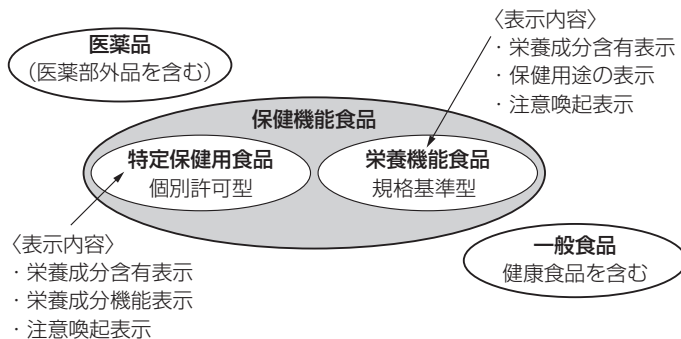 医薬品
(医薬部外品を含む)
〈表示内容〉
・栄養成分含有表示
・保健用途の表示
・注意喚起表示
保健機能食品
特定保健用食品
個別許可型
栄養機能食品
規格基準型
〈表示内容〉
・栄養成分含有表示
・栄養成分機能表示
・注意喚起表示
一般食品
健康食品を含む